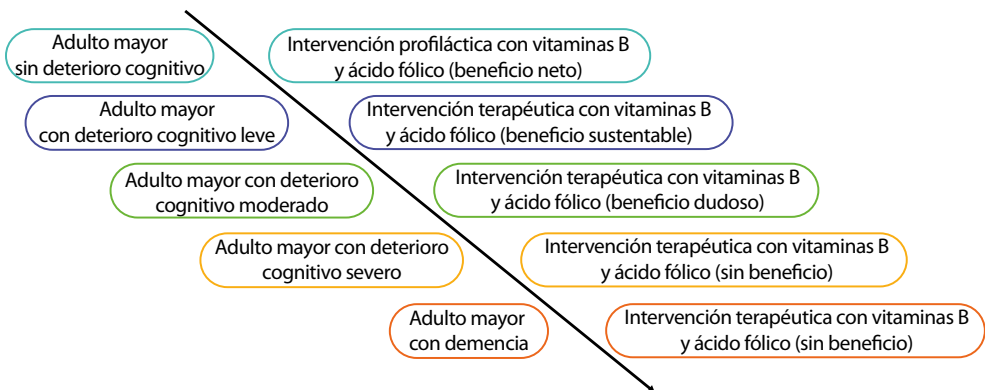 Adulto mayor
sin deterioro cognitivo
Intervención profiláctica con vitaminas B
y ácido fólico (beneficio neto)
Adulto mayor
con deterioro cognitivo leve
Intervención terapéutica con vitaminas B
y ácido fólico (beneficio sustentable)
Adulto mayor con deterioro
cognitivo moderado
Intervención terapéutica con vitaminas B
y ácido fólico (beneficio dudoso)
Adulto mayor con deterioro
cognitivo severo
Intervención terapéutica con vitaminas B
y ácido fólico (sin beneficio)
Adulto mayor
con demencia
Intervención terapéutica con vitaminas B
y ácido fólico (sin beneficio)